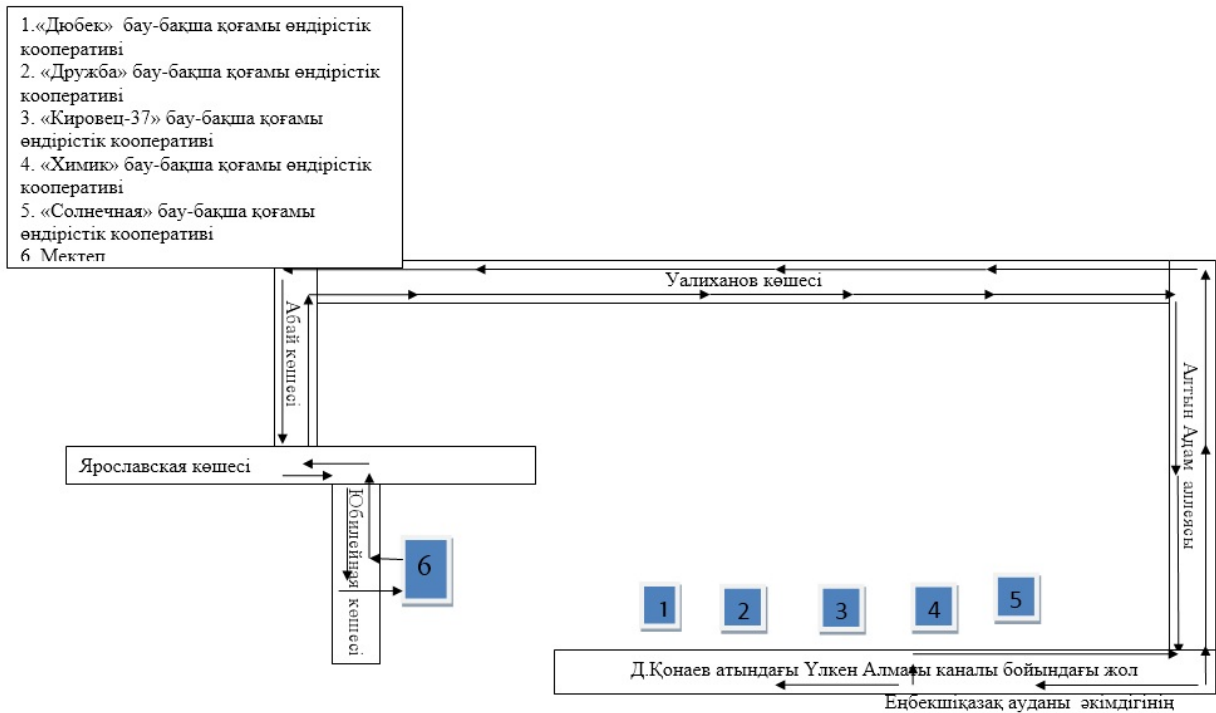 1.«Дюбек» бау-бақша қоғамы өндірістік
кооперативі
2. «Дружба» бау-бақша қоғамы өндірістік
кооперативі
3. «Кировец-37» бау-бақша қоғамы
өндірістік кооперативі
4. «Химик» бау-бақша қоғамы өндірістік
кооперативі
5. «Солнечная» бау-бақша қоғамы
өндірістік кооперативі
6. Мектеп
Уалиханов көшесі
Абай көшесі
Алтын Адам аллеясы
Ярославская көшесі
Юбилейная көшесі
6
1
2
3
4
5
Д.Қонаев атындағы Үлкен Алматы каналы бойындағы жол
Еңбекшіқазақ ауданы әкімдігінің